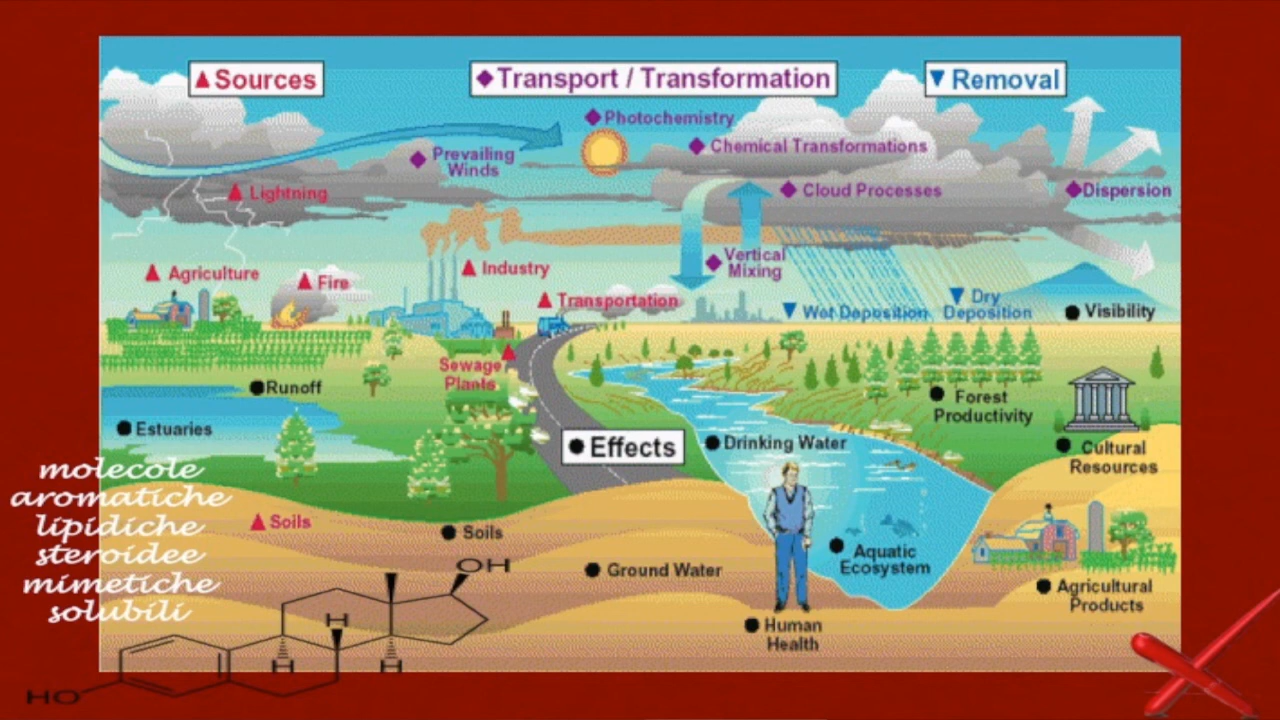 Sources
Transport / Transformation
Removal
Photochemistry
Chemical Transformations
Prevailing
Winds
Lightning
Cloud Processes
Dispersion
Vertical
Mixing
Agriculture
Fire
Industry
Transportation
Wet Deposition
Dry
Deposition
Visibility
Sewage
Plants
Runoff
Estuaries
Effects
Drinking Water
Forest
Productivity
Cultural
Resources
molecole
aromatiche
lipidiche
steroidee
mimetiche
solubili
Soils
Soils
Ground Water
Aquatic
Ecosystem
Agricultural
Products
Human
Health
OH
H
H
H
HO